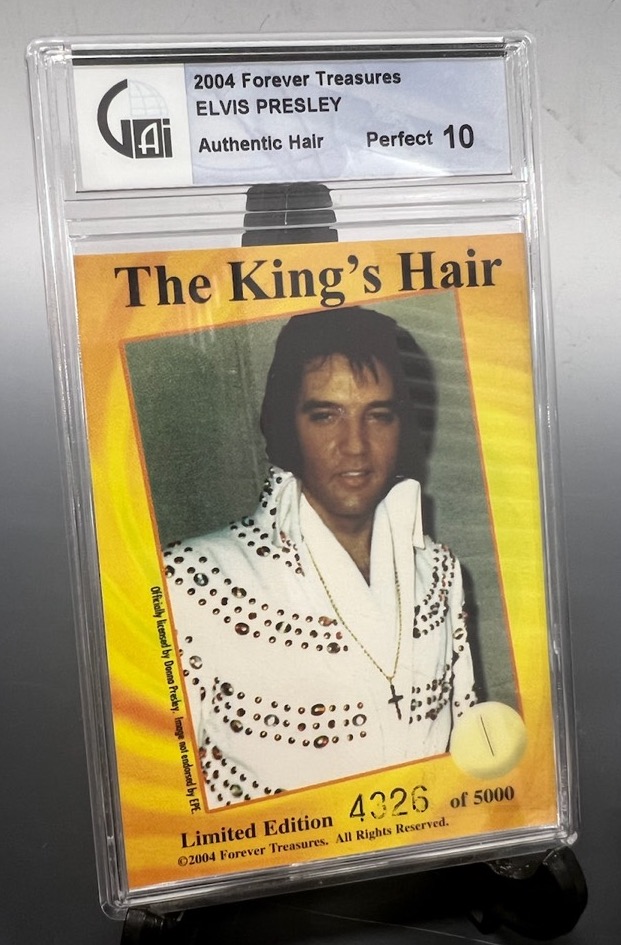 GAi
2004 Forever Treasures
ELVIS PRESLEY
Authentic Hair Perfect 10
The King's Hair
Officially licensed by Donna Presley. Image not endorsed by EPE.
Limited Edition 4326 of 5000
©2004 Forever Treasures. All Rights Reserved.